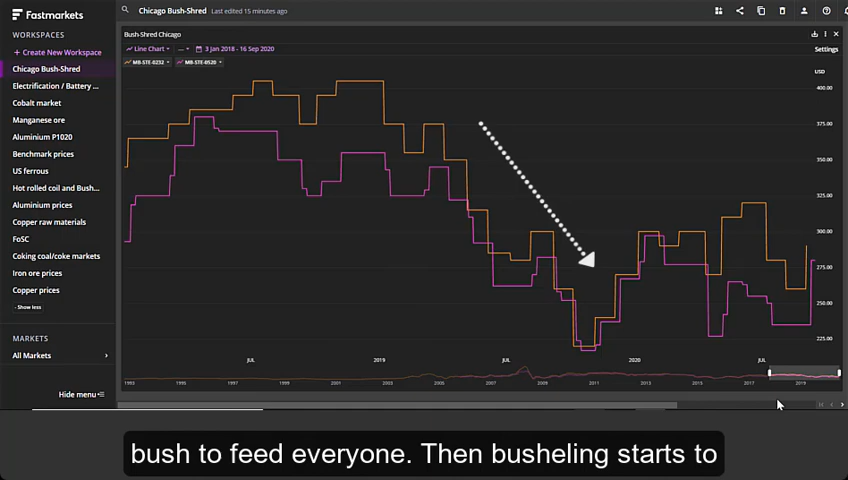 Fastmarkets
WORKSPACES
+ Create New Workspace
Chicago Bush-Shred
Electrification / Battery ...
Cobalt market
Manganese ore
Aluminium P1020
Benchmark prices
US ferrous
Hot rolled coil and Bush...
Aluminium prices
Copper raw materials
FoSC
Coking coal/coke markets
Iron ore prices
Copper prices
- Show less
MARKETS
All Markets
Hide menu
Chicago Bush-Shred Last edited 15 minutes ago
Bush-Shred Chicago
Line Chart ... 3 jan 2018 - 16 Sep 2020 Settings
MB-STE-0232 MB-STE-0520 USD
400.00
375.00
350.00
325.00
300.00
275.00
250.00
225.00
JUL 2019 JUL 2020 JUL
1993 1995 1997 1999 2001 2003 2005 2007 2009 2011 2013 2015 2017 2019
bush to feed everyone. Then busheling starts to